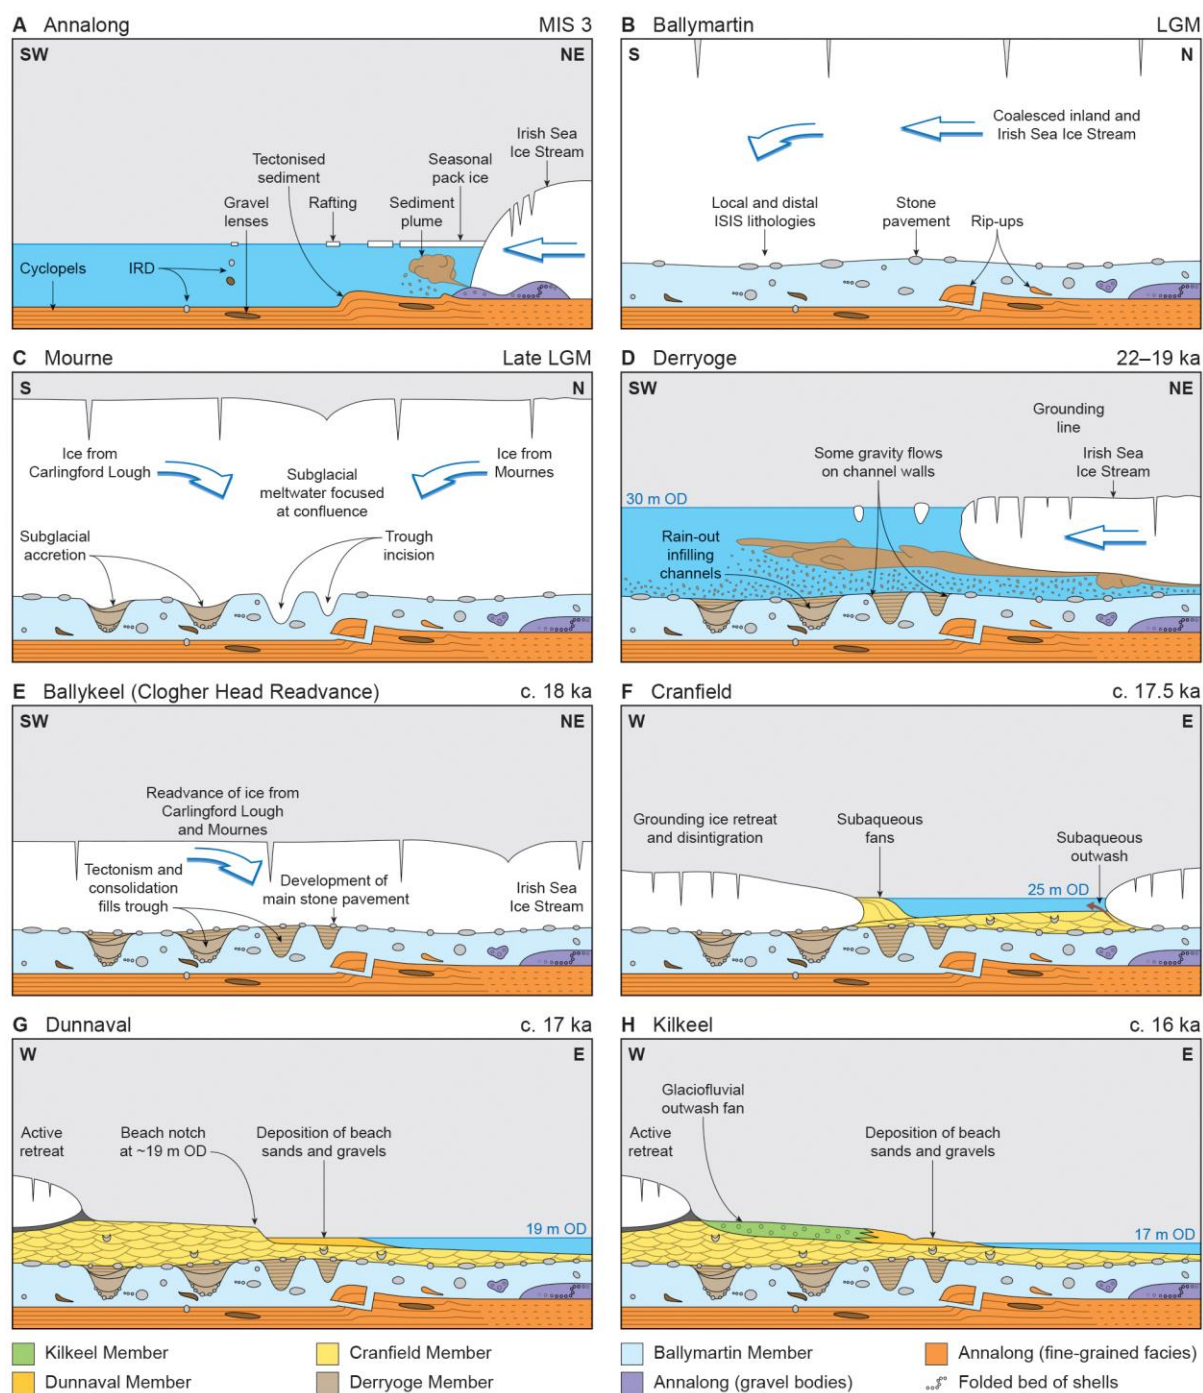 A Annalong MIS 3
SW NE
Irish Sea
Ice Stream
Tectonised
sediment
Seasonal
pack ice
Gravel
lenses
Rafting
Sediment
plume
Cyclopels
IRD
B Ballymartin LGM
S N
Coalesced inland and
Irish Sea Ice Stream
Local and distal
ISIS lithologies
Stone
pavement
Rip-ups
C Mourne Late LGM
S N
Ice from
Carlingford Lough
Ice from
Mournes
Subglacial
meltwater focused
at confluence
Subglacial
accretion
Trough
incision
D Derryoge 22–19 ka
SW NE
Grounding
line
Some gravity flows
on channel walls
Irish Sea
Ice Stream
30 m OD
Rain-out
infilling
channels
E Ballykeel (Clogher Head Readvance) c. 18 ka
SW NE
Readvance of ice from
Carlingford Lough
and Mournes
Tectonism and
consolidation
fills trough
Development of
main stone pavement
Irish Sea
Ice Stream
F Cranfield c. 17.5 ka
W E
Grounding ice retreat
and disintigration
Subaqueous
fans
Subaqueous
outwash
25 m OD
G Dunnaval c. 17 ka
W E
Active
retreat
Beach notch
at ~19 m OD
Deposition of beach
sands and gravels
19 m OD
H Kilkeel c. 16 ka
W E
Glaciofluvial
outwash fan
Active
retreat
Deposition of beach
sands and gravels
17 m OD
Kilkeel Member
Cranfield Member
Ballymartin Member
Annalong (fine-grained facies)
Dunnaval Member
Derryoge Member
Annalong (gravel bodies)
Folded bed of shells